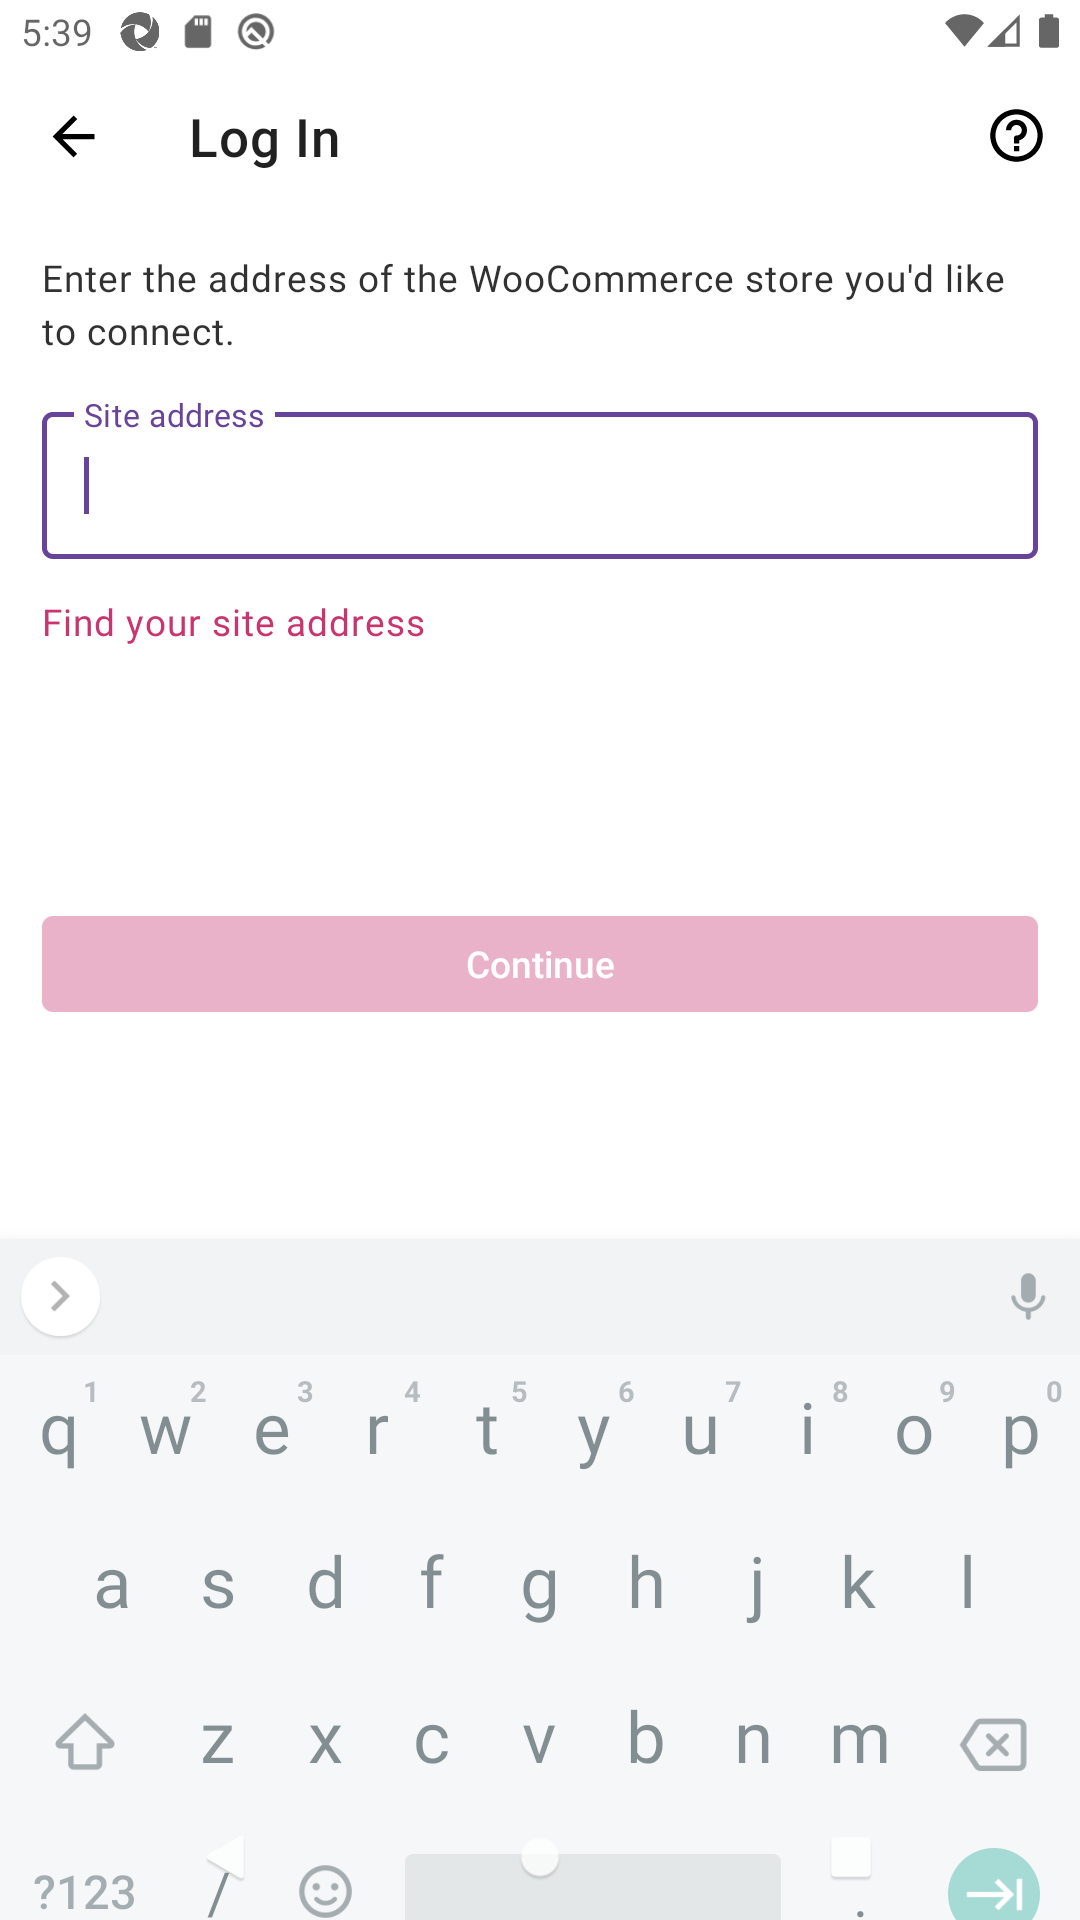 5:39
Log In
Enter the address of the WooCommerce store you'd like
to connect.
Site address
Find your site address
Continue
1 2 3 4 5 6 7 8 9 0
q w e r t y u i o p
a s d f g h j k l
z x c v b n m
?123 / .